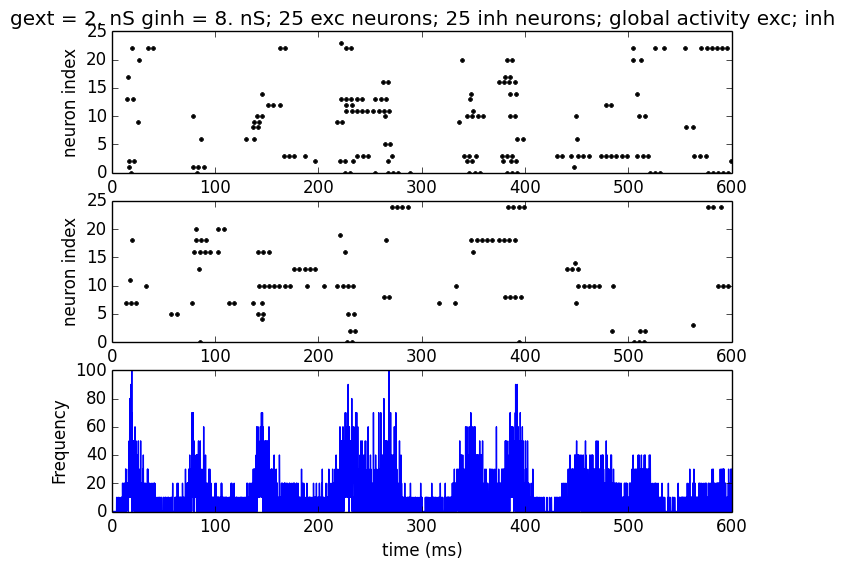 gext = 2. nS ginh = 8. nS; 25 exc neurons; 25 inh neurons; global activity exc; inh
25
20
15
10
5
0
neuron index
0 100 200 300 400 500 600
25
20
15
10
5
0
neuron index
0 100 200 300 400 500 600
100
80
60
40
20
0
Frequency
0 100 200 300 400 500 600
time (ms)